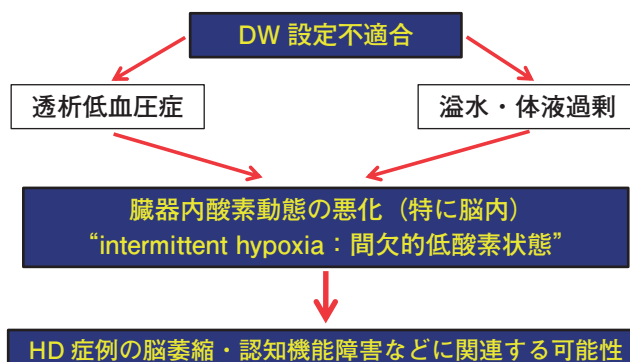 DW 設定不適合
透析低血圧症
溢水・体液過剰
臓器内酸素動態の悪化（特に脳内）
“intermittent hypoxia：間欠的低酸素状態”
HD 症例の脳萎縮・認知機能障害などに関連する可能性